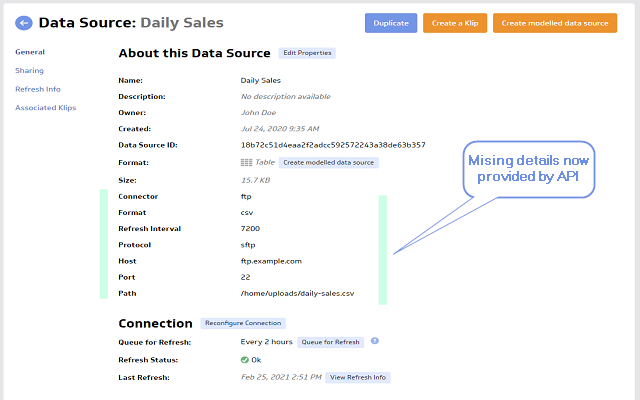 Data Source: Daily Sales
Duplicate
Create a Klip
Create modelled data source
General
Sharing
Refresh Info
Associated Klips
About this Data Source
Edit Properties
Name: Daily Sales
Description: No description available
Owner: John Doe
Created: Jul 24, 2020 9:35 AM
Data Source ID: 18b72c51d4eaa2f2adcc592572243a38de63b357
Format: Table Create modelled data source
Size: 15.7 KB
Connector ftp
Format csv
Refresh Interval 7200
Protocol sftp
Host ftp.example.com
Port 22
Path /home/uploads/daily-sales.csv
Mising details now
provided by API
Connection Reconfigure Connection
Queue for Refresh: Every 2 hours Queue for Refresh ?
Refresh Status: Ok
Last Refresh: Feb 25, 2021 2:51 PM View Refresh Info